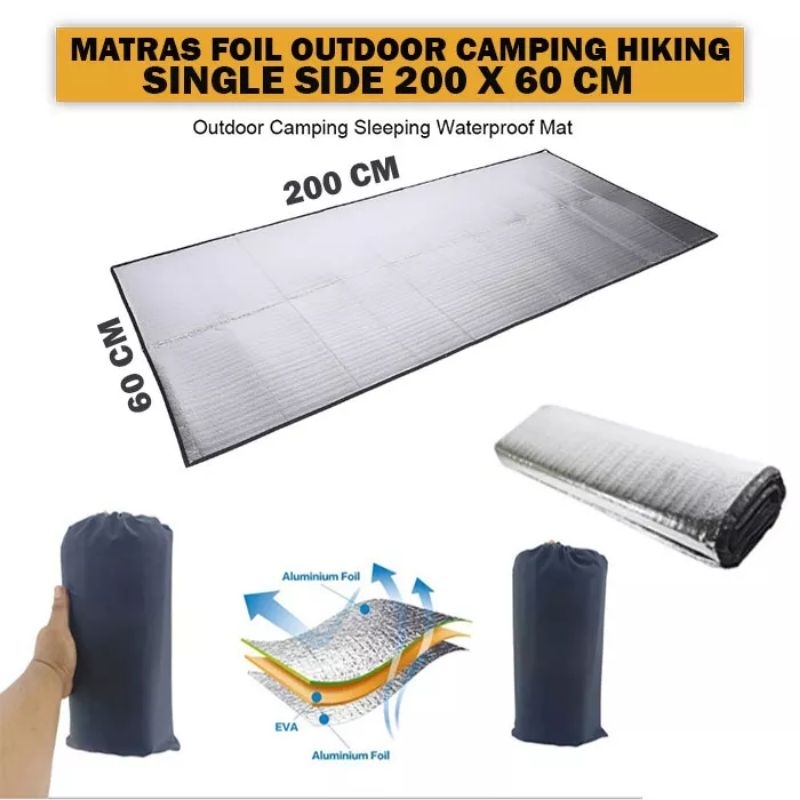 MATRAS FOIL OUTDOOR CAMPING HIKING
SINGLE SIDE 200 X 60 CM
Outdoor Camping Sleeping Waterproof Mat
200 CM
60 CM
Aluminium Foil
EVA
Aluminium Foil